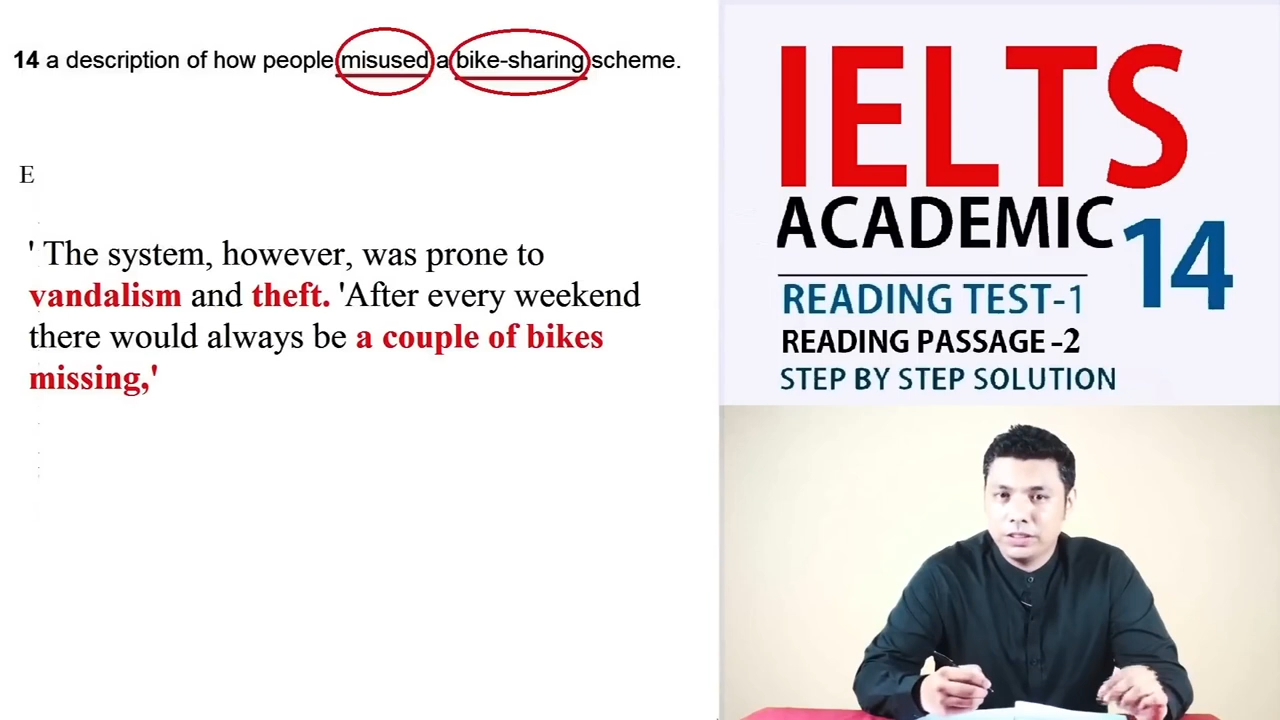 14 a description of how people misused a bike-sharing scheme.
E
' The system, however, was prone to
vandalism and theft. 'After every weekend
there would always be a couple of bikes
missing,'
IELTS
ACADEMIC 14
READING TEST-1
READING PASSAGE -2
STEP BY STEP SOLUTION